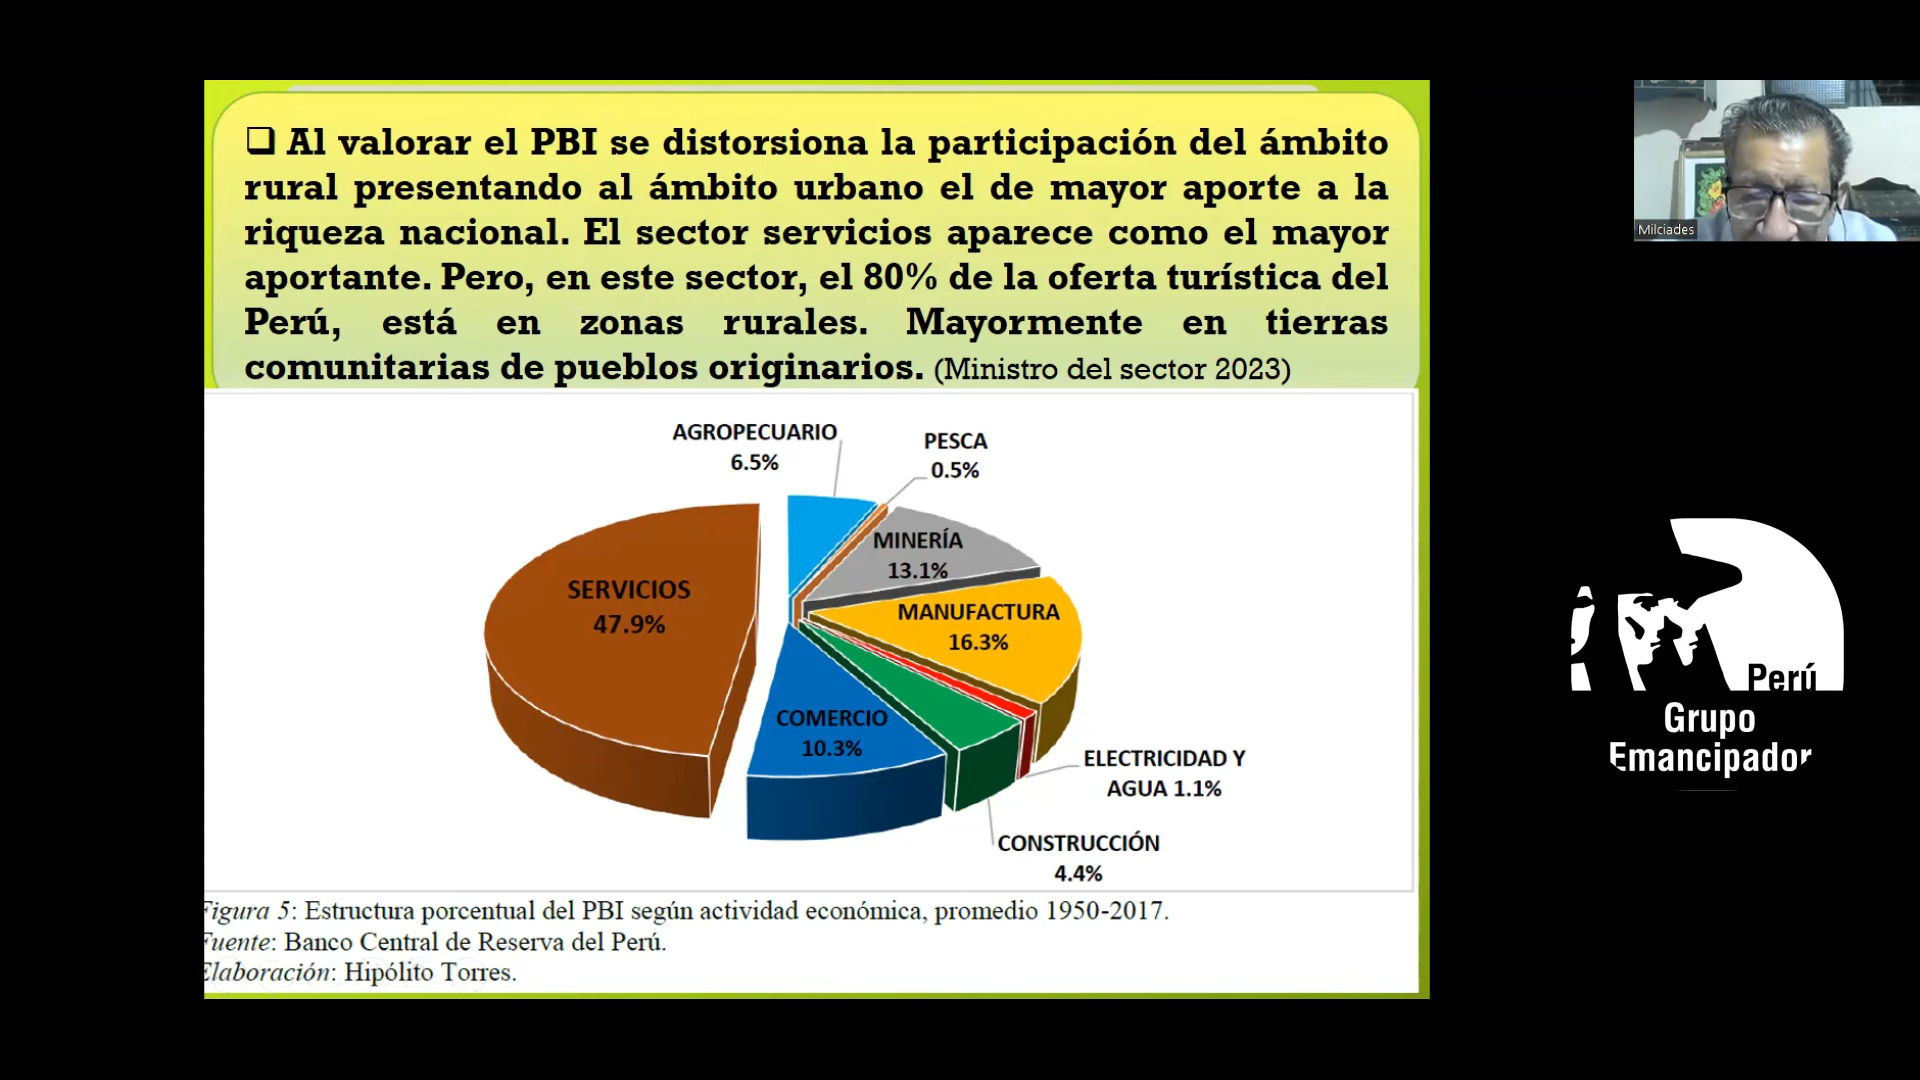 ❑ Al valorar el PBI se distorsiona la participación del ámbito
rural presentando al ámbito urbano el de mayor aporte a la
riqueza nacional. El sector servicios aparece como el mayor
aportante. Pero, en este sector, el 80% de la oferta turística del
Perú, está en zonas rurales. Mayormente en tierras
comunitarias de pueblos originarios. (Ministro del sector 2023)
AGROPECUARIO
6.5%
PESCA
0.5%
MINERÍA
13.1%
SERVICIOS
47.9%
MANUFACTURA
16.3%
COMERCIO
10.3%
ELECTRICIDAD Y
AGUA 1.1%
CONSTRUCCIÓN
4.4%
Figura 5: Estructura porcentual del PBI según actividad económica, promedio 1950-2017.
Fuente: Banco Central de Reserva del Perú.
Elaboración: Hipólito Torres.
Milciades
Perú
Grupo
Emancipador